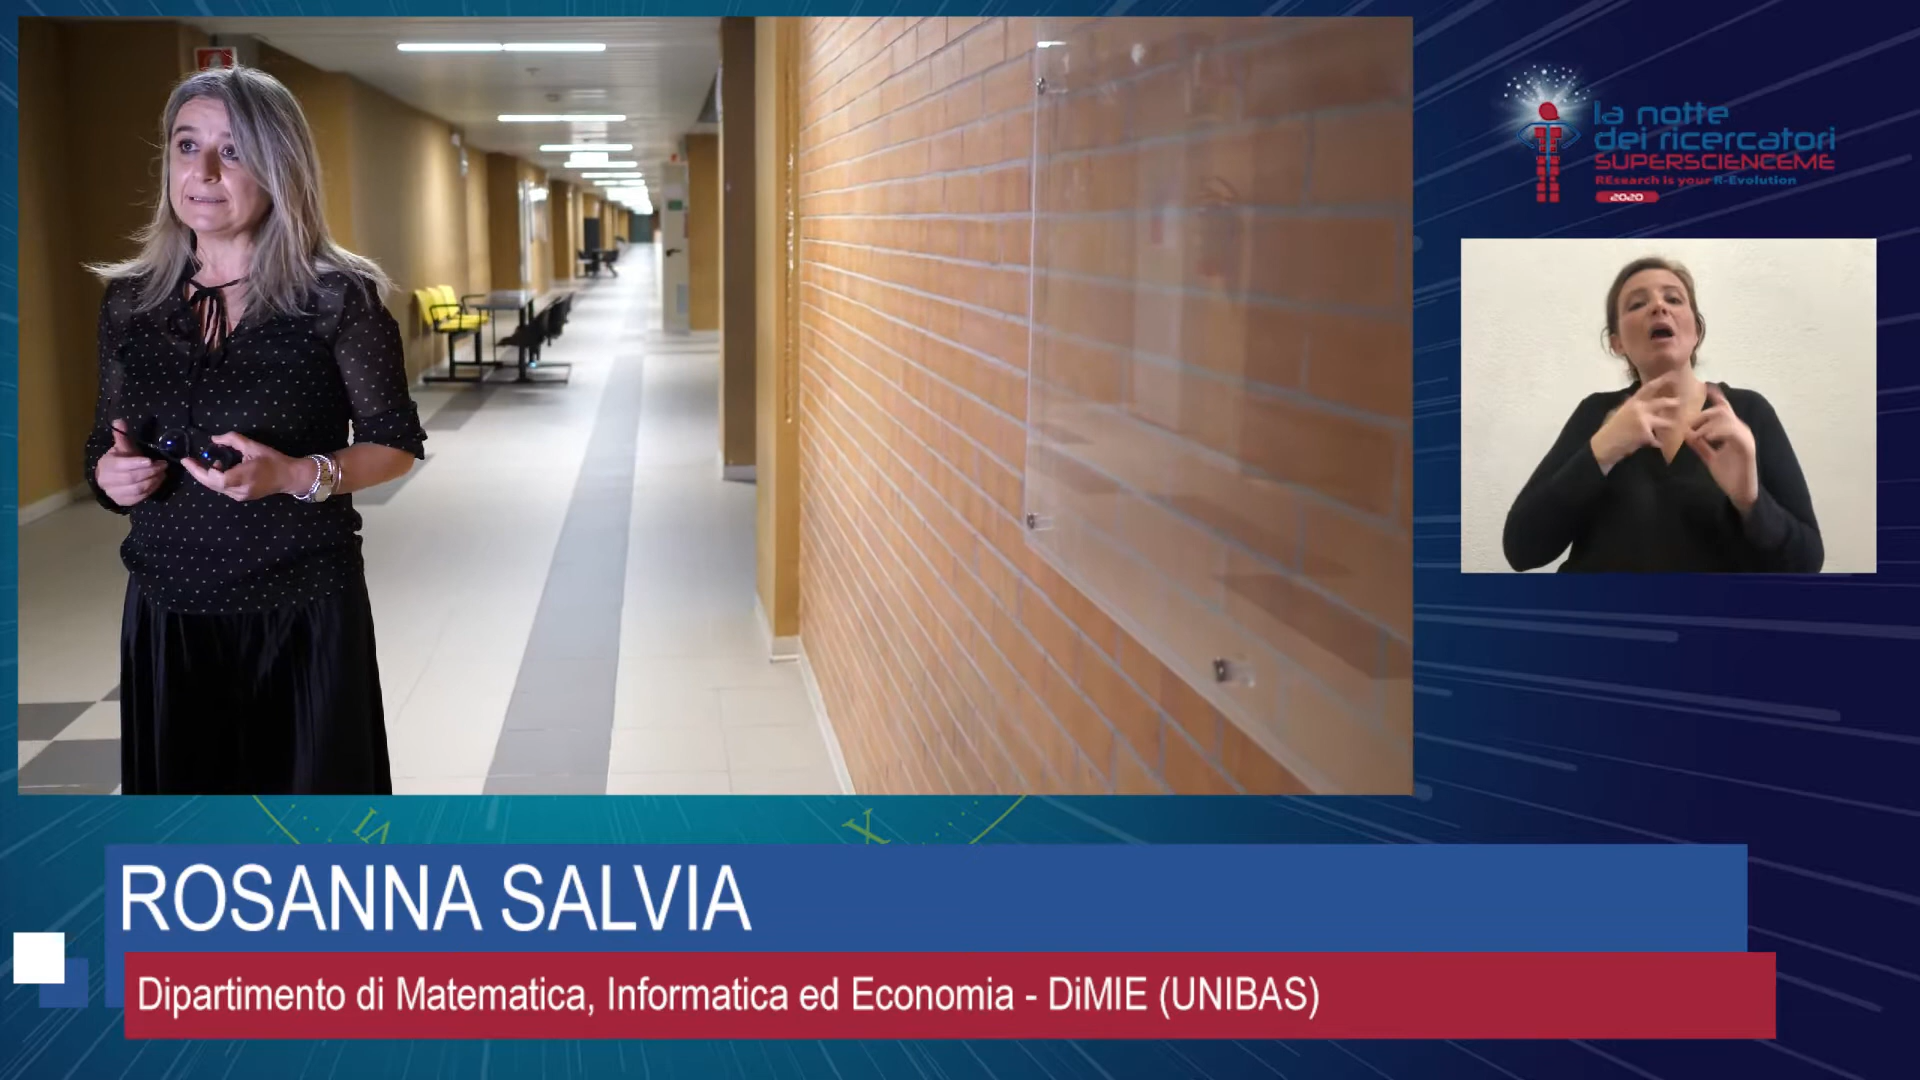 la notte
dei ricercatori
SUPERSCIENCEME
REsearch is your R-Evolution
2020
VI
X
ROSANNA SALVIA
Dipartimento di Matematica, Informatica ed Economia - DiMIE (UNIBAS)